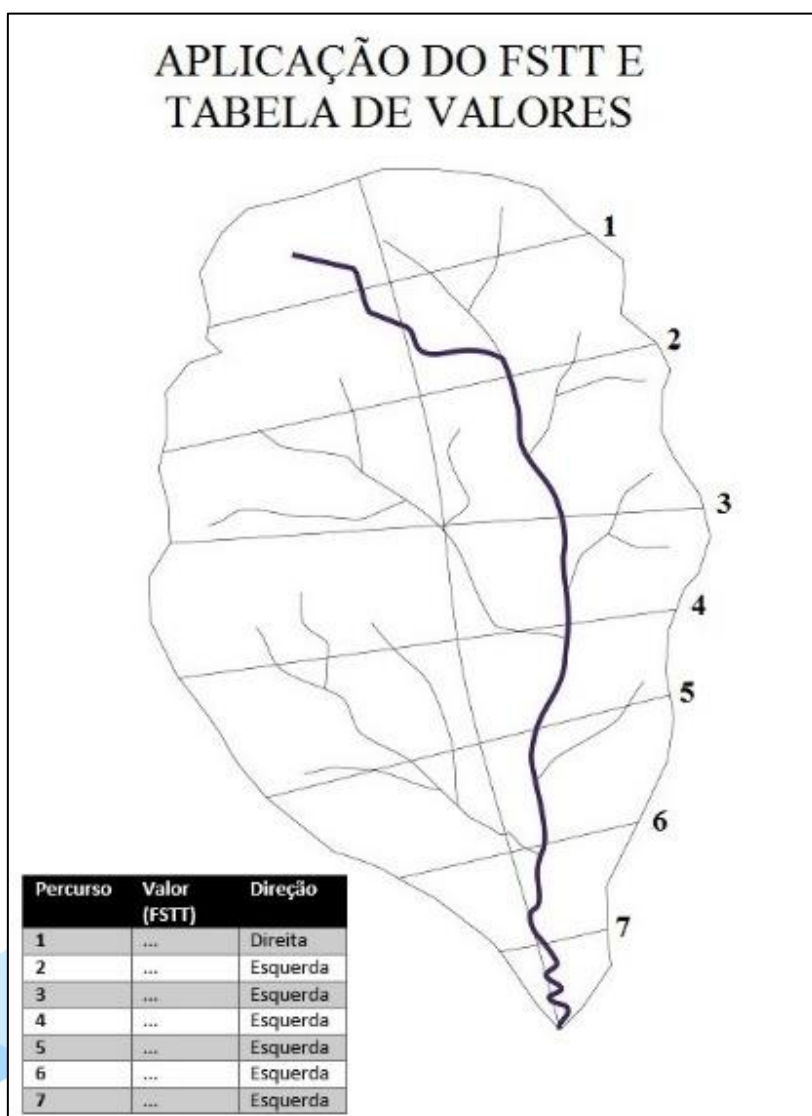 APLICAÇÃO DO FSTT E
TABELA DE VALORES
1
2
3
4
5
6
7
Percurso Valor (FSTT) Direção
1 ... Direita
2 ... Esquerda
3 ... Esquerda
4 ... Esquerda
5 ... Esquerda
6 ... Esquerda
7 ... Esquerda